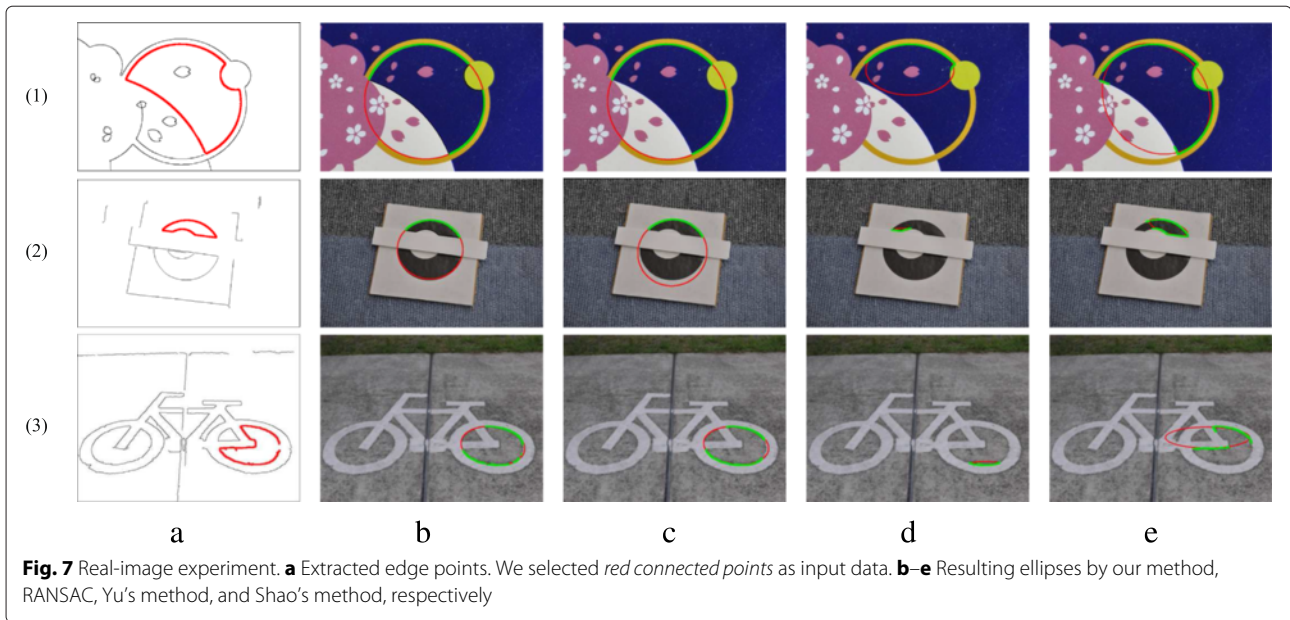 (1)
(2)
(3)
a b c d e
Fig. 7 Real-image experiment. a Extracted edge points. We selected red connected points as input data. b–e Resulting ellipses by our method,
RANSAC, Yu's method, and Shao's method, respectively